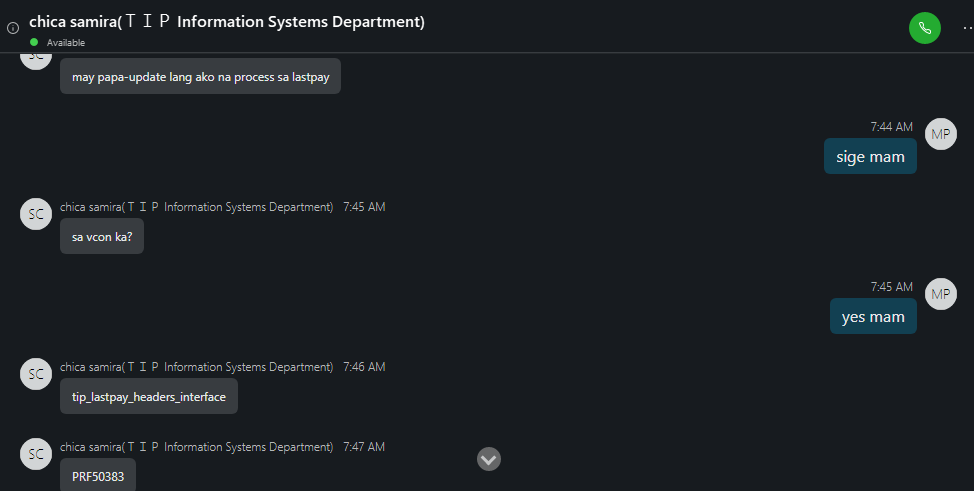 chica samira(ＴＩＰ Information Systems Department)
Available
SC
may papa-update lang ako na process sa lastpay
7:44 AM
MP
sige mam
SC
chica samira(ＴＩＰ Information Systems Department) 7:45 AM
sa vcon ka?
7:45 AM
MP
yes mam
SC
chica samira(ＴＩＰ Information Systems Department) 7:46 AM
tip_lastpay_headers_interface
SC
chica samira(ＴＩＰ Information Systems Department) 7:47 AM
PRF50383